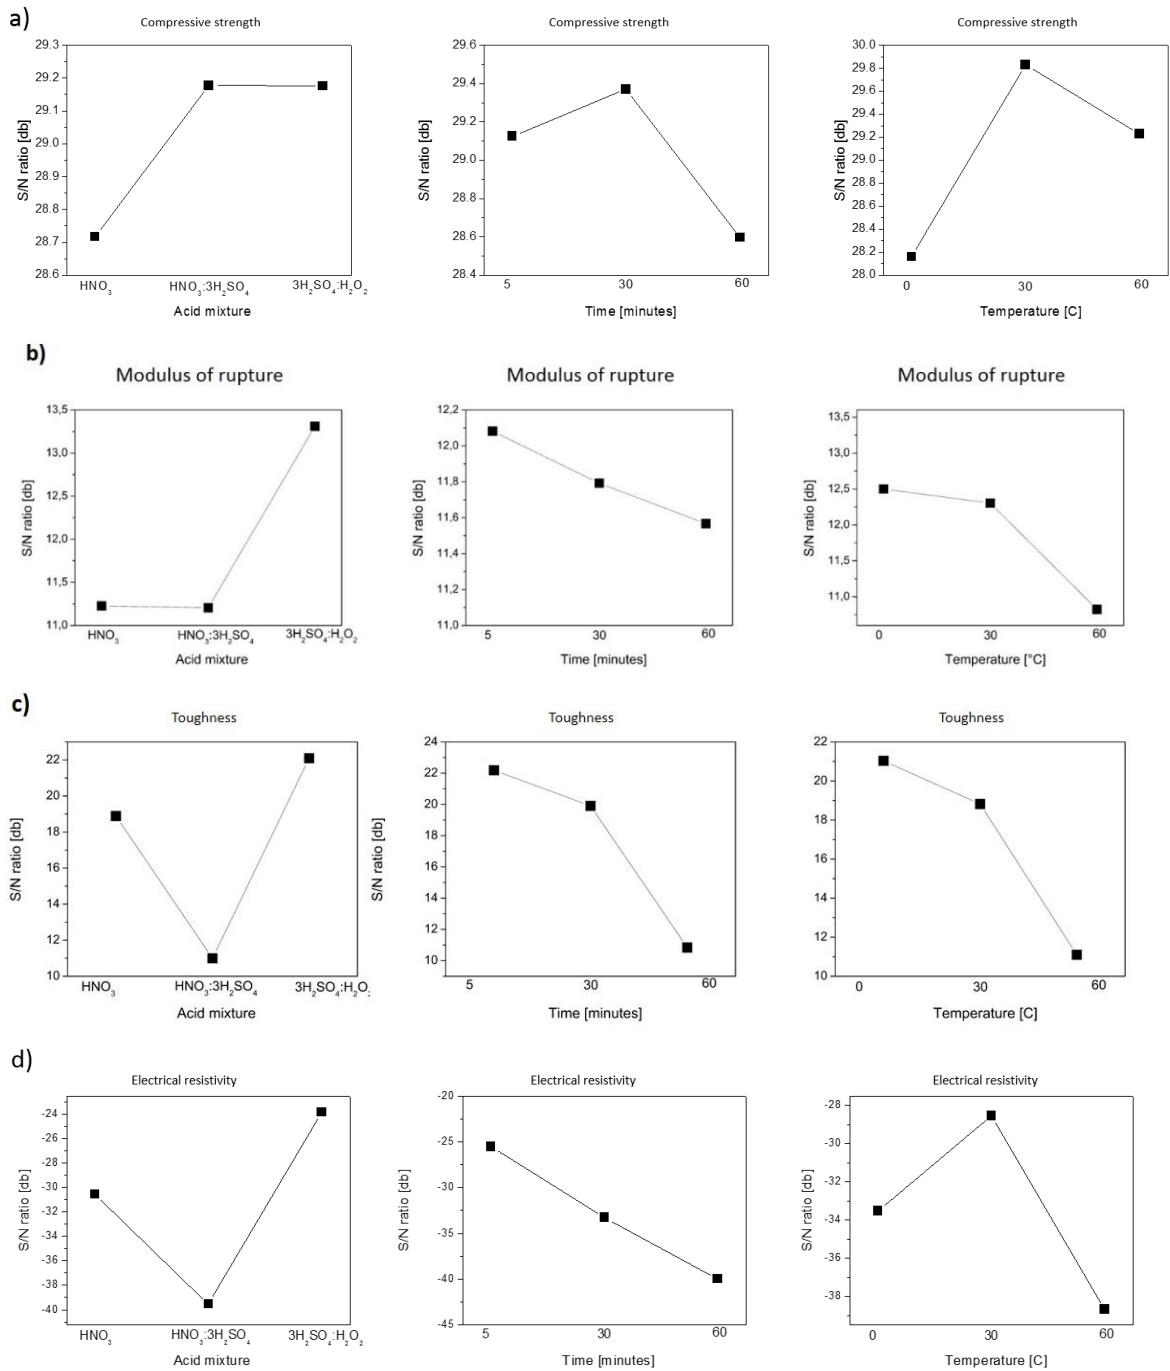 a)
Compressive strength
29.3
29.2
29.1
29.0
28.9
28.8
28.7
28.6
S/N ratio [db]
HNO3
HNO3:3H2SO4
3H2SO4:H2O2
Acid mixture
Compressive strength
29.6
29.4
29.2
29.0
28.8
28.6
28.4
S/N ratio [db]
5
30
60
Time [minutes]
Compressive strength
30.0
29.8
29.6
29.4
29.2
29.0
28.8
28.6
28.4
28.2
28.0
S/N ratio [db]
0
30
60
Temperature [C]
b)
Modulus of rupture
13,5
13,0
12,5
12,0
11,5
11,0
S/N ratio [db]
HNO3
HNO3:3H2SO4
3H2SO4:H2O2
Acid mixture
Modulus of rupture
12,2
12,0
11,8
11,6
11,4
11,2
11,0
S/N ratio [db]
5
30
60
Time [minutes]
Modulus of rupture
13,5
13,0
12,5
12,0
11,5
11,0
S/N ratio [db]
0
30
60
Temperature [°C]
c)
Toughness
22
20
18
16
14
12
10
S/N ratio [db]
HNO3
HNO3:3H2SO4
3H2SO4:H2O
Acid mixture
Toughness
24
22
20
18
16
14
12
10
S/N ratio [db]
5
30
60
Time [minutes]
Toughness
22
20
18
16
14
12
10
S/N ratio [db]
0
30
60
Temperature [C]
d)
Electrical resistivity
-24
-26
-28
-30
-32
-34
-36
-38
-40
S/N ratio [db]
HNO3
HNO3:3H2SO4
3H2SO4:H2O2
Acid mixture
Electrical resistivity
-20
-25
-30
-35
-40
-45
S/N ratio [db]
5
30
60
Time [minutes]
Electrical resistivity
-28
-30
-32
-34
-36
-38
S/N ratio [db]
0
30
60
Temperature [C]